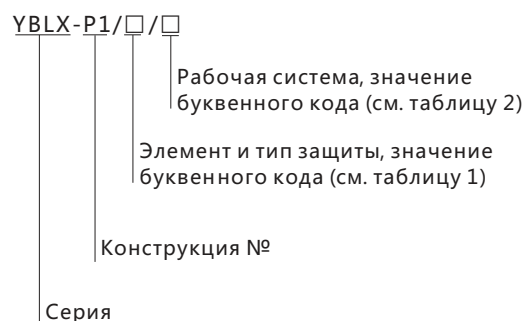 YBLX-P1/□/□
Рабочая система, значение
буквенного кода (см. таблицу 2)
Элемент и тип защиты, значение
буквенного кода (см. таблицу 1)
Конструкция №
Серия